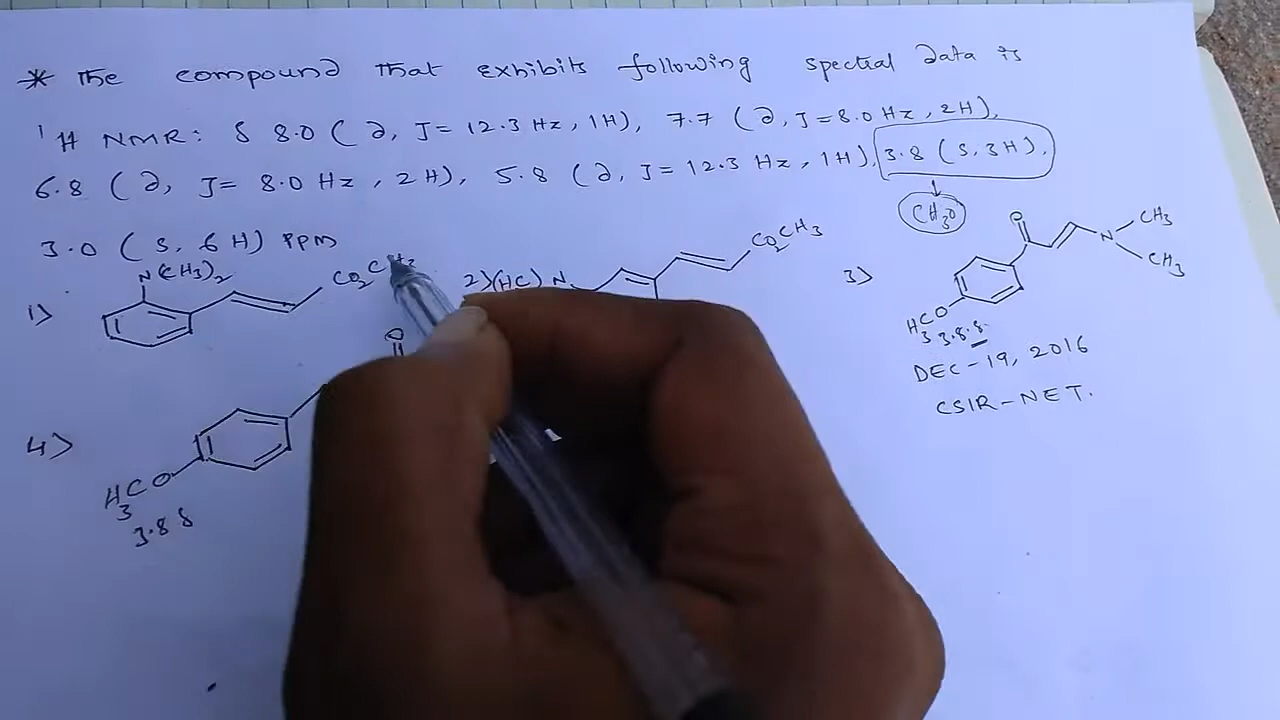 * The compound that exhibits following spectral data is
¹H NMR: δ 8.0 (d, J= 12.3 Hz, 1H), 7.7 (d, J=8.0 Hz, 2H),
6.8 (d, J= 8.0 Hz, 2H), 5.8 (d, J= 12.3 Hz, 1H), 3.8 (s, 3H),
CH₃O
3.0 (s, 6H) PPM
1) N(CH₃)₂ CO₂CH₃
2) N CO₂CH₃
3) O N CH₃ CH₃
H₃CO
3.8 δ
DEC-19, 2016
CSIR-NET.
4) O
H₃CO
3.8 δ